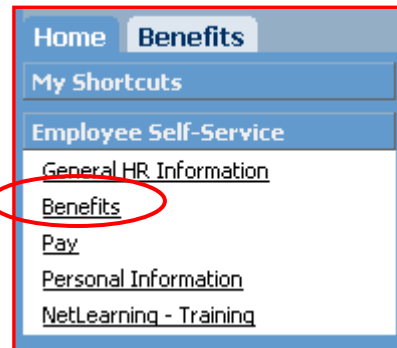 Home Benefits
My Shortcuts
Employee Self-Service
General HR Information
Benefits
Pay
Personal Information
NetLearning - Training